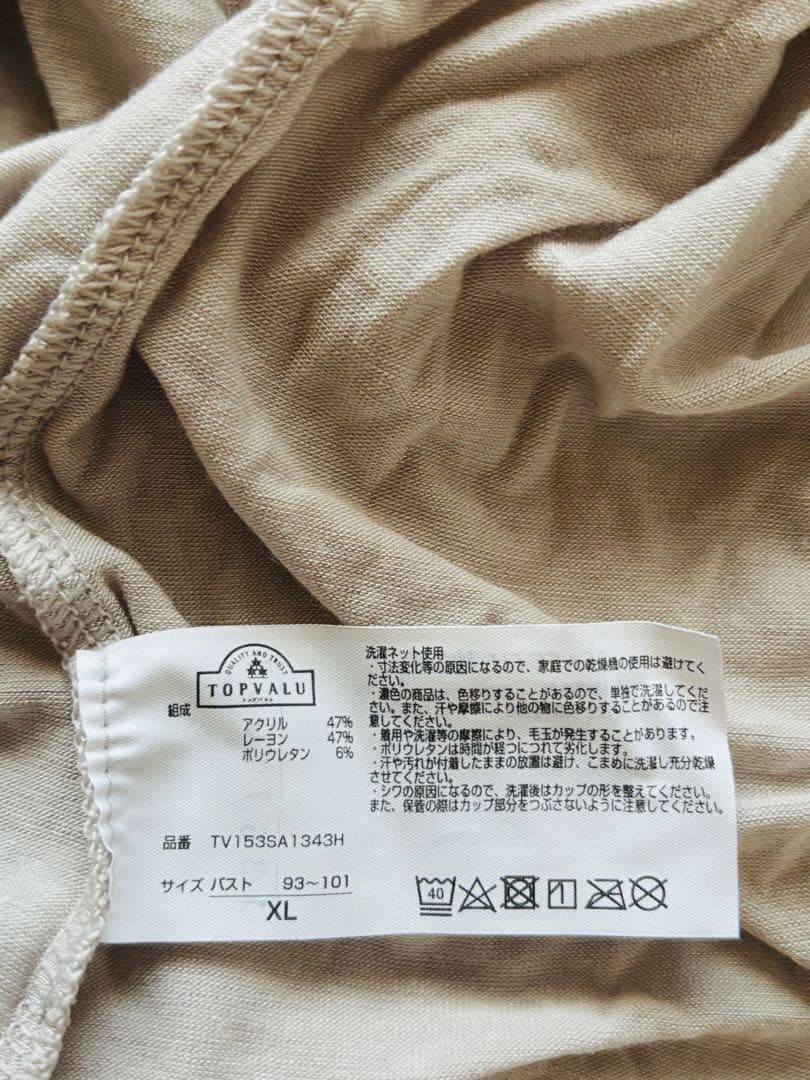 QUALITY AND TRUST
TOPVALU
トップバリュ
組成
アクリル 47%
レーヨン 47%
ポリウレタン 6%
品番 TV153SA1343H
サイズ バスト 93～101
XL
洗濯ネット使用
・寸法変化等の原因になるので、家庭での乾燥機の使用は避けてく
ださい。
・濃色の商品は、色移りすることがあるので、単独で洗濯してくだ
さい。また、汗や摩擦により他の物に色移りすることがあるので注
意してください。
・着用や洗濯等の摩擦により、毛玉が発生することがあります。
・ポリウレタンは時間が経つにつれて劣化します。
・汗や汚れが付着したままの放置は避け、こまめに洗濯し充分乾燥
させてください。
・シワの原因になるので、洗濯後はカップの形を整えてください。
また、保管の際はカップ部分をつぶさないように注意してください。
40